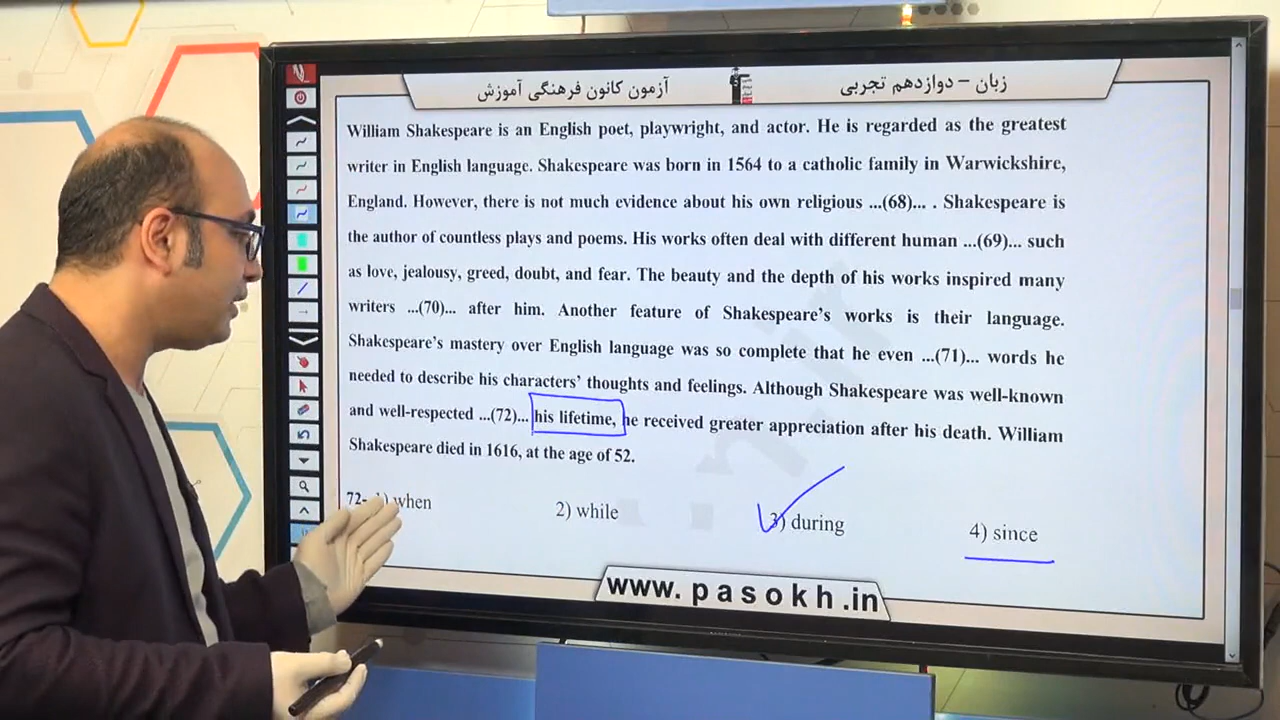 زبان – دوازدهم تجربی
آزمون کانون فرهنگی آموزش
William Shakespeare is an English poet, playwright, and actor. He is regarded as the greatest
writer in English language. Shakespeare was born in 1564 to a catholic family in Warwickshire,
England. However, there is not much evidence about his own religious ...(68)... . Shakespeare is
the author of countless plays and poems. His works often deal with different human ...(69)... such
as love, jealousy, greed, doubt, and fear. The beauty and the depth of his works inspired many
writers ...(70)... after him. Another feature of Shakespeare's works is their language.
Shakespeare's mastery over English language was so complete that he even ...(71)... words he
needed to describe his characters' thoughts and feelings. Although Shakespeare was well-known
and well-respected ...(72)... his lifetime, he received greater appreciation after his death. William
Shakespeare died in 1616, at the age of 52.
72- 1) when 2) while 3) during 4) since
www. pasokh.in